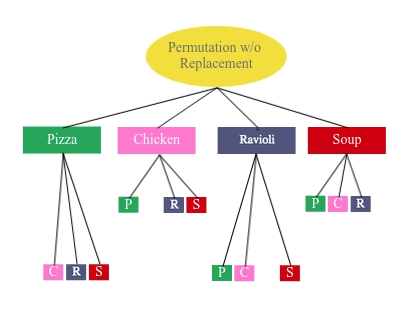 Permutation w/o
Replacement
Pizza
Chicken
Ravioli
Soup
P
R
S
P
C
R
C
R
S
P
C
S